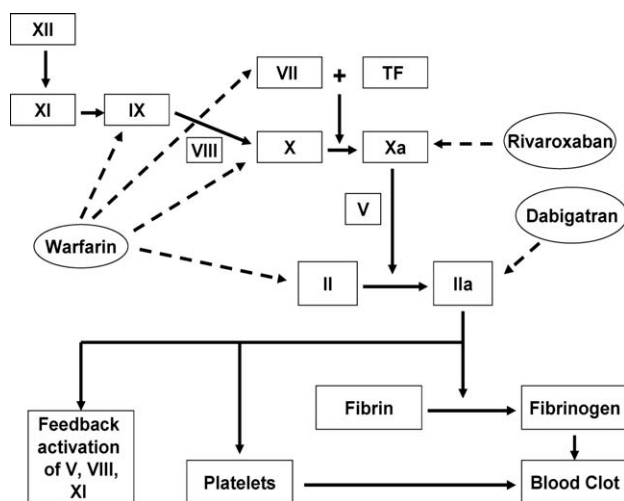 XII
VII + TF
XI
IX
VIII
X
Xa
Rivaroxaban
V
Dabigatran
Warfarin
II
IIa
Fibrin
Fibrinogen
Feedback
activation
of V, VIII,
XI
Platelets
Blood Clot